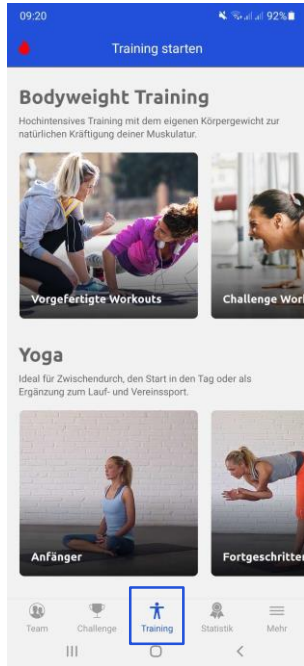 09:20 92%
Training starten
Bodyweight Training
Hochintensives Training mit dem eigenen Körpergewicht zur
natürlichen Kräftigung deiner Muskulatur.
Vorgefertigte Workouts
Challenge Wor
Yoga
Ideal für Zwischendurch, den Start in den Tag oder als
Ergänzung zum Lauf- und Vereinssport.
Anfänger
Fortgeschritte
Team Challenge Training Statistik Mehr